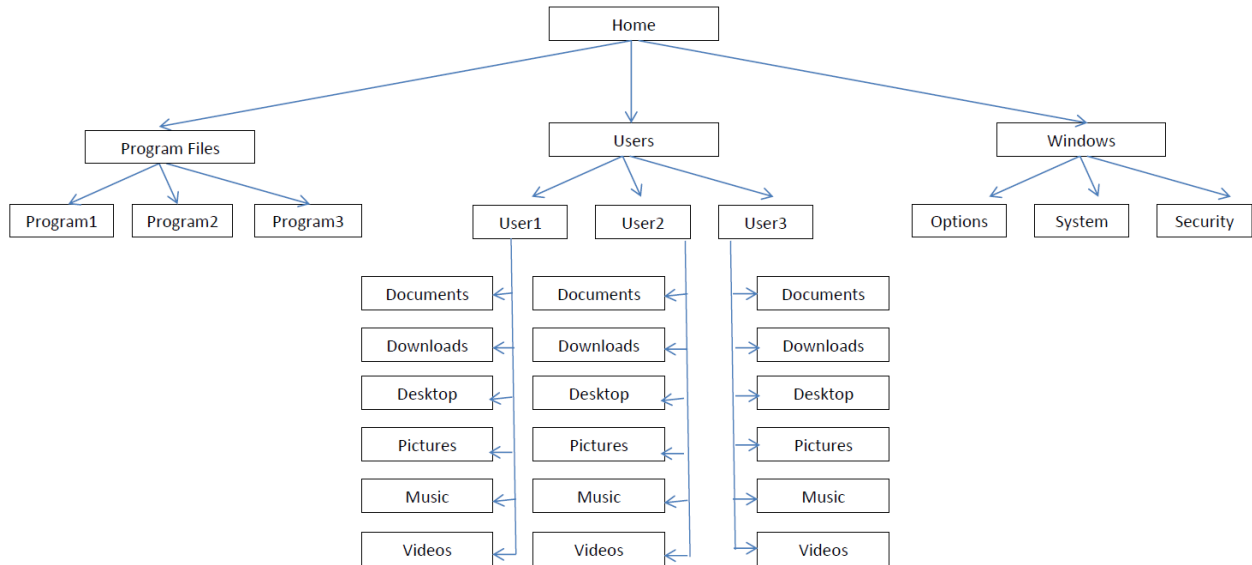 Home
Program Files
Users
Windows
Program1
Program2
Program3
User1
User2
User3
Options
System
Security
Documents
Documents
Documents
Downloads
Downloads
Downloads
Desktop
Desktop
Desktop
Pictures
Pictures
Pictures
Music
Music
Music
Videos
Videos
Videos